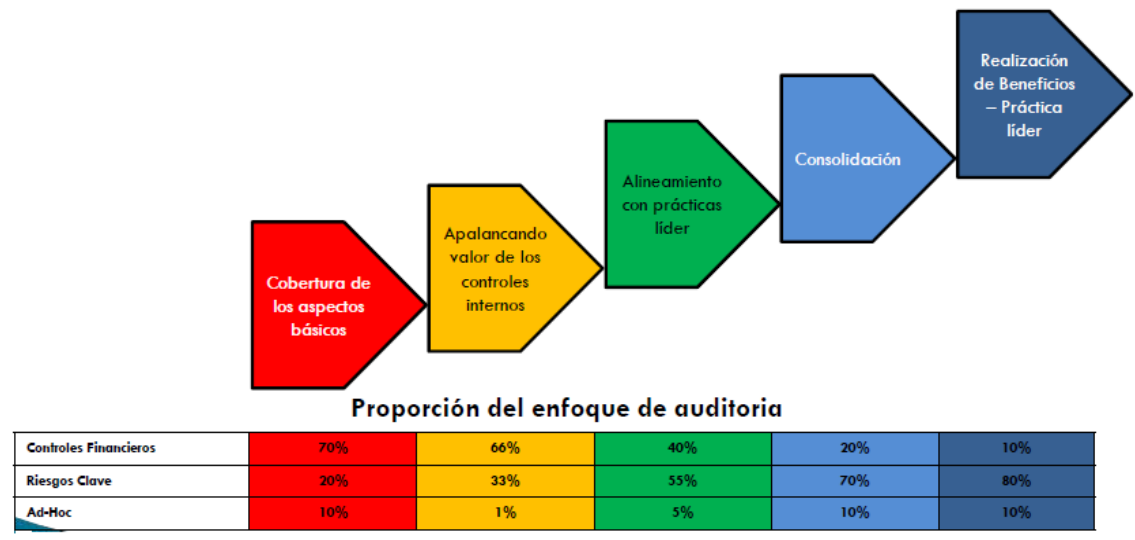 Realización
de Beneficios
– Práctica
líder
Consolidación
Alineamiento
con prácticas
líder
Apalancando
valor de los
controles
internos
Cobertura de
los aspectos
básicos
Proporción del enfoque de auditoria
Controles Financieros 70% 66% 40% 20% 10%
Riesgos Clave 20% 33% 55% 70% 80%
Ad-Hoc 10% 1% 5% 10% 10%